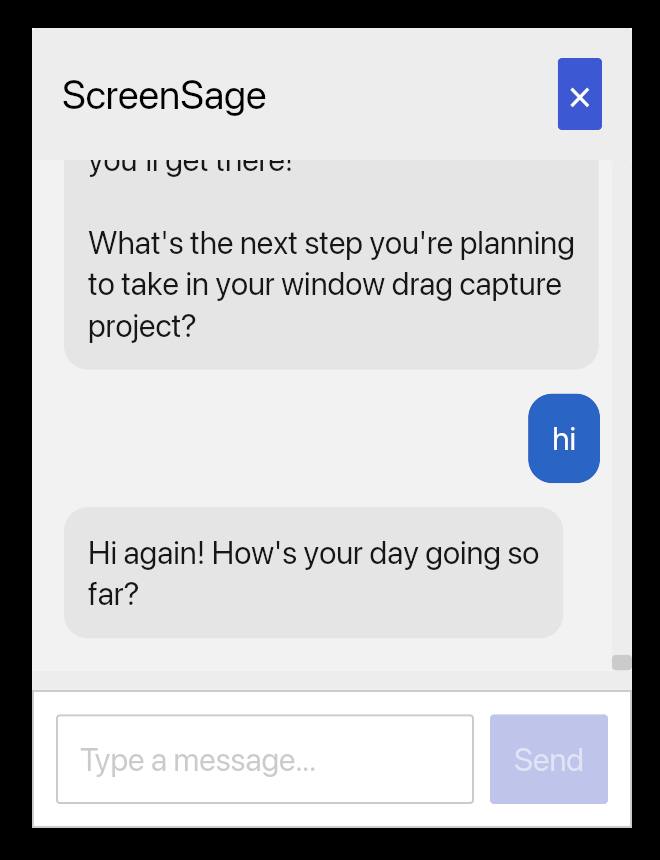 ScreenSage
×
you'll get there!
What's the next step you're planning
to take in your window drag capture
project?
hi
Hi again! How's your day going so
far?
Type a message...
Send